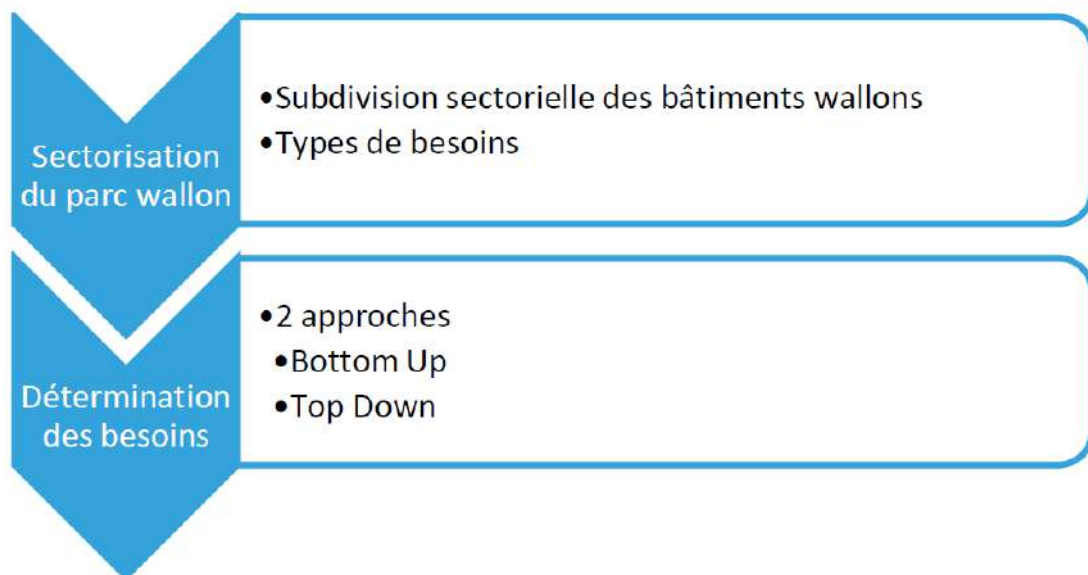 Sectorisation
du parc wallon
•Subdivision sectorielle des bâtiments wallons
•Types de besoins
Détermination
des besoins
•2 approches
•Bottom Up
•Top Down